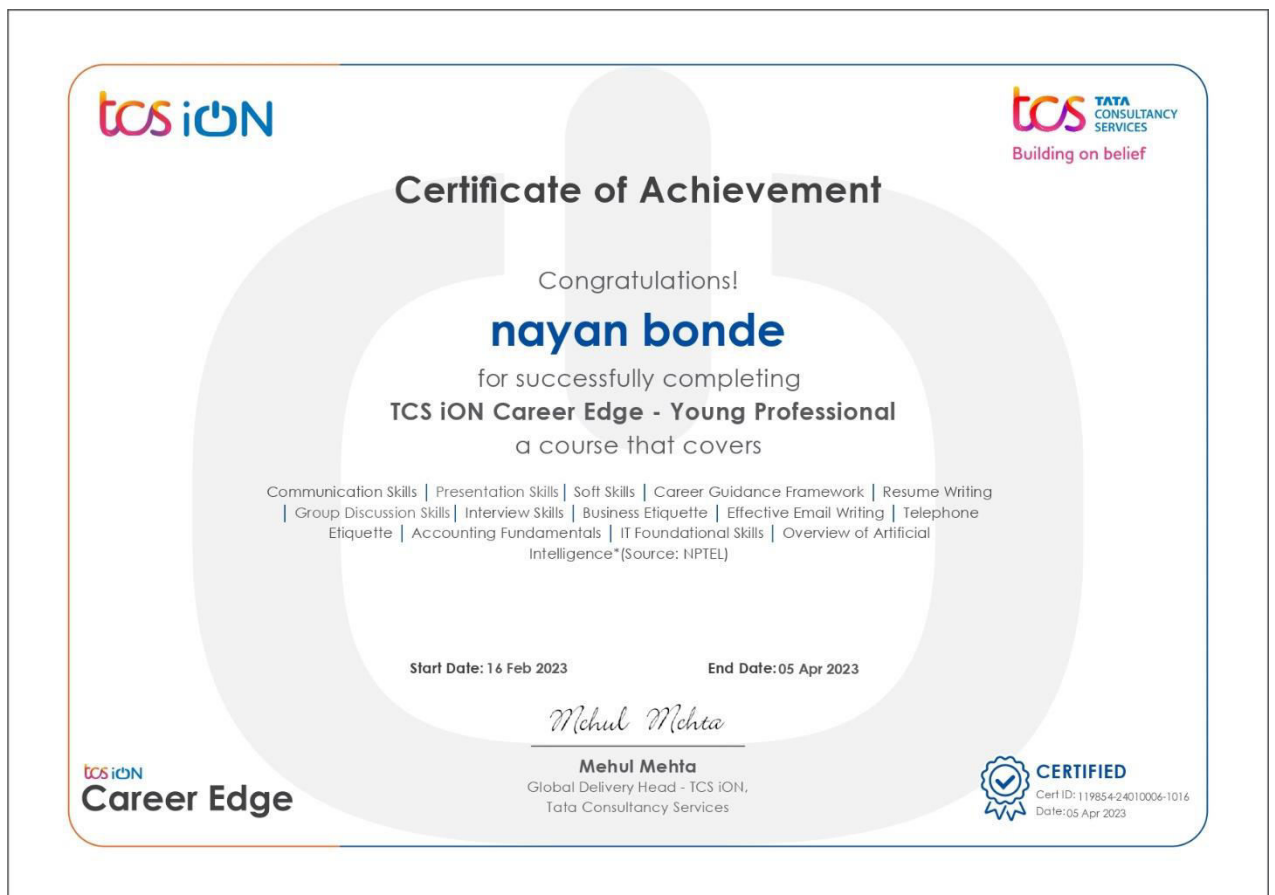 tcs iON
tcs TATA
CONSULTANCY
SERVICES
Building on belief
Certificate of Achievement
Congratulations!
nayan bonde
for successfully completing
TCS iON Career Edge - Young Professional
a course that covers
Communication Skills | Presentation Skills | Soft Skills | Career Guidance Framework | Resume Writing
| Group Discussion Skills | Interview Skills | Business Etiquette | Effective Email Writing | Telephone
Etiquette | Accounting Fundamentals | IT Foundational Skills | Overview of Artificial
Intelligence*(Source: NPTEL)
Start Date: 16 Feb 2023 End Date: 05 Apr 2023
Mehul Mehta
Mehul Mehta
Global Delivery Head - TCS iON,
Tata Consultancy Services
tcs iON
Career Edge
CERTIFIED
Cert ID: 119854-24010006-1016
Date: 05 Apr 2023